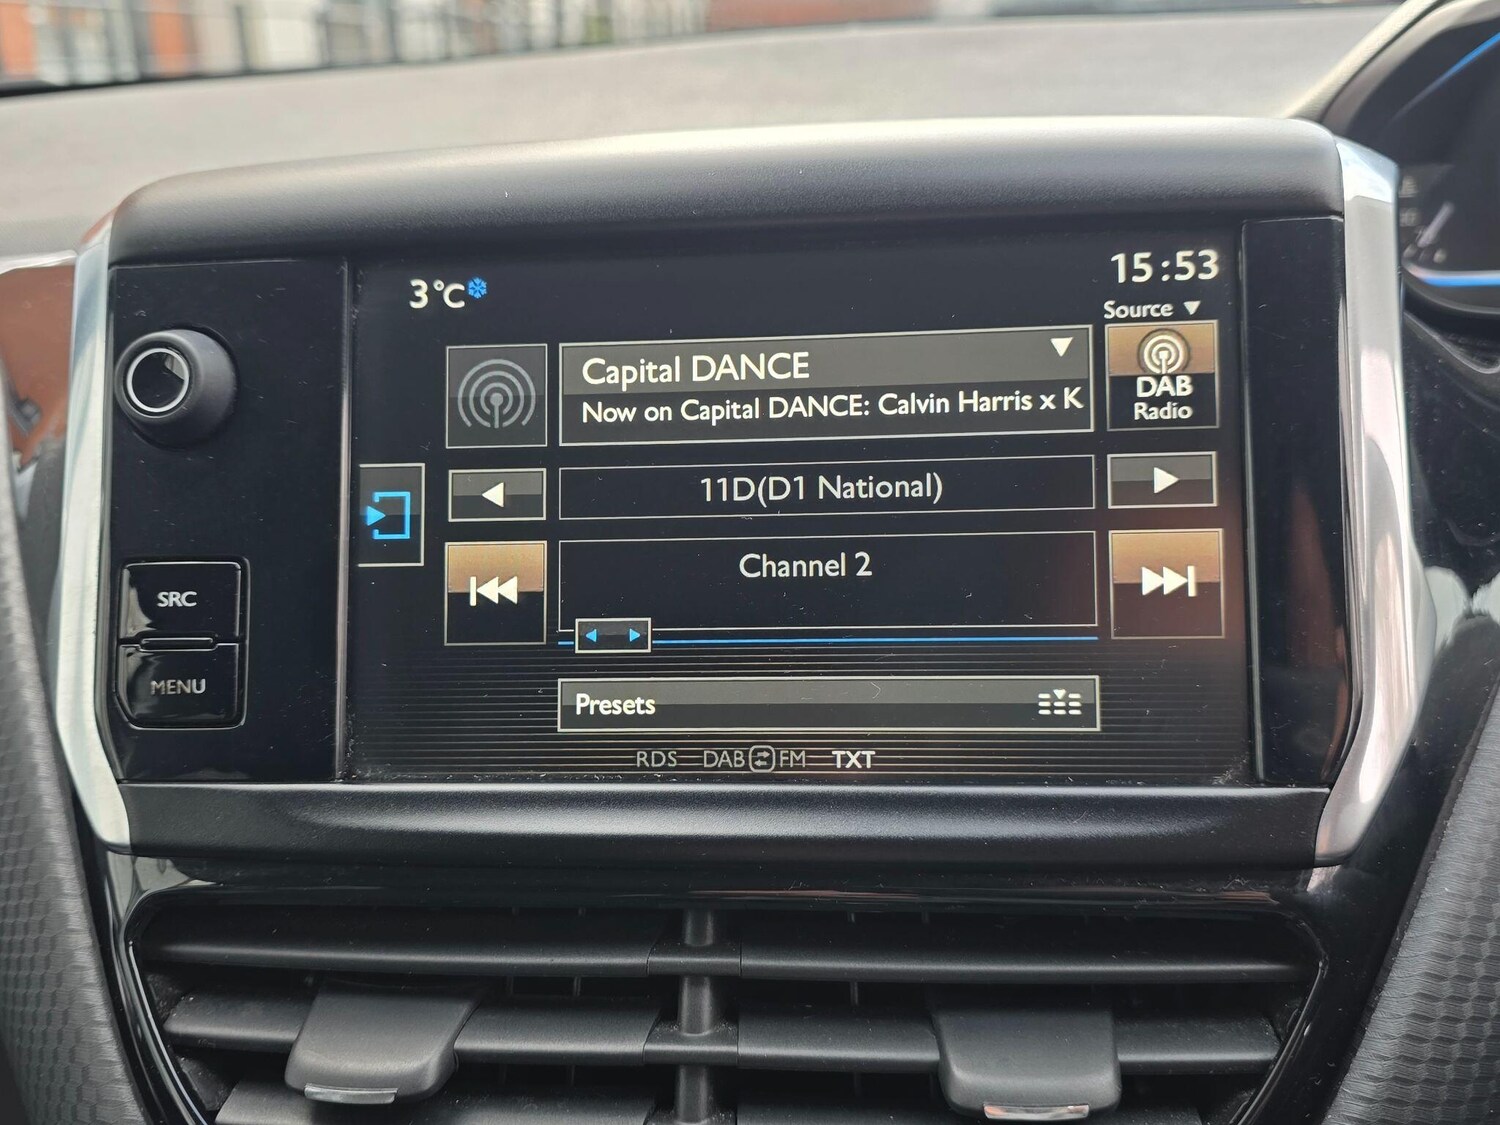 3°C
15:53
Source
Capital DANCE
Now on Capital DANCE: Calvin Harris x K
DAB
Radio
11D(D1 National)
Channel 2
SRC
MENU
Presets
RDS DAB FM TXT